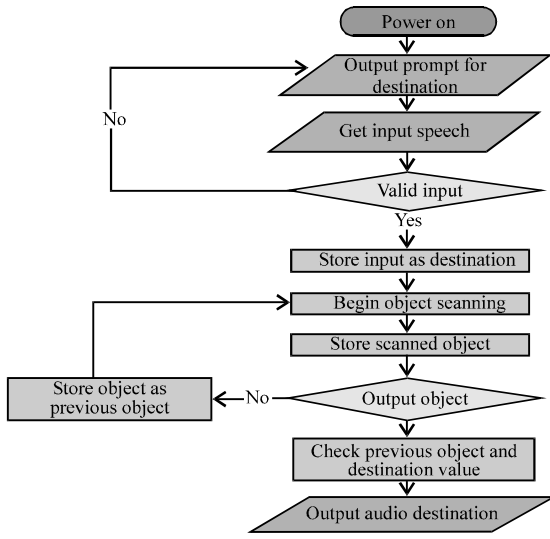 Power on
Output prompt for
destination
No
Get input speech
Valid input
Yes
Store input as destination
Begin object seanning
Store scanned object
Store object as
previous object
No
Output object
Check previous object and
destination value
Output audio destination